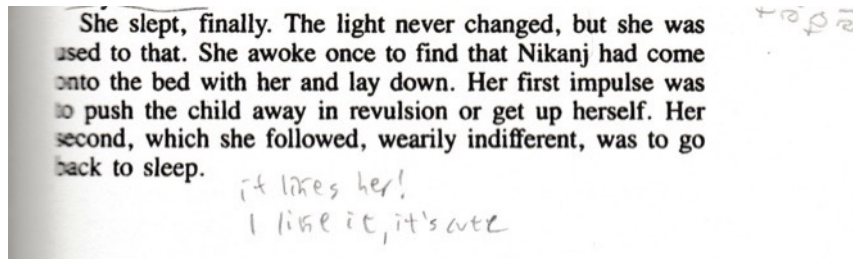 She slept, finally. The light never changed, but she was
used to that. She awoke once to find that Nikanj had come
onto the bed with her and lay down. Her first impulse was
to push the child away in revulsion or get up herself. Her
second, which she followed, wearily indifferent, was to go
back to sleep.
it likes her!
I like it, it's cute